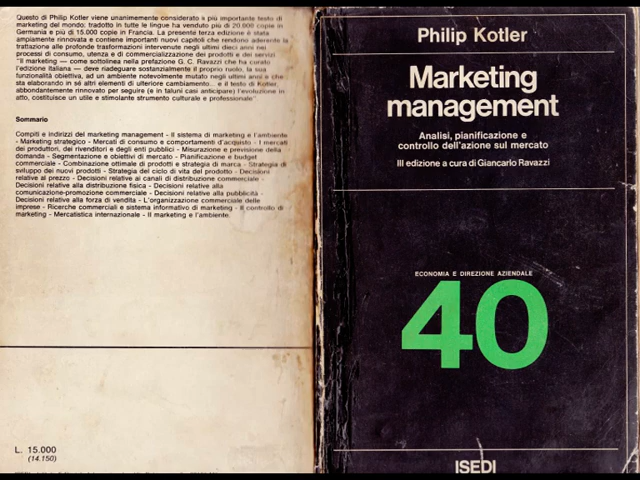 Questo di Philip Kotler viene unanimemente considerato il più importante testo di
marketing del mondo: tradotto in tutte le lingue ha venduto più di 20.000 copie in
Germania e più di 15.000 copie in Francia. La presente terza edizione è stata
ampiamente rinnovata e contiene importanti nuovi capitoli che rendono aderente la
trattazione alle profonde trasformazioni intervenute negli ultimi dieci anni nei
processi di consumo, utenza e di commercializzazione dei prodotti e dei servizi.
"Il marketing — come sottolinea nella prefazione G. C. Ravazzi che ha curato
l'edizione italiana — deve riadeguare sostanzialmente il proprio ruolo, la sua
funzionalità obiettiva, ad un ambiente notevolmente mutato negli ultimi anni e che
sta elaborando in sé altri elementi di ulteriore cambiamento... e il testo di Kotler,
abbondantemente rinnovato per seguire (e in taluni casi anticipare) l'evoluzione in
atto, costituisce un utile e stimolante strumento culturale e professionale"
Sommario
Compiti e indirizzi del marketing management - Il sistema di marketing e l'ambiente
- Marketing strategico - Mercati di consumo e comportamenti d'acquisto - I mercati
dei produttori, dei rivenditori e degli enti pubblici - Misurazione e previsione della
domanda - Segmentazione e obiettivi di mercato - Pianificazione e budget
commerciale - Combinazione ottimale di prodotti e strategia di marca - Strategia di
sviluppo dei nuovi prodotti - Strategia del ciclo di vita del prodotto - Decisioni
relative al prezzo - Decisioni relative ai canali di distribuzione commerciale -
Decisioni relative alla distribuzione fisica - Decisioni relative alla
comunicazione-promozione commerciale - Decisioni relative alla pubblicità -
Decisioni relative alla forza di vendita - L'organizzazione commerciale delle
imprese - Ricerche commerciali e sistema informativo di marketing - Il controllo di
marketing - Mercatistica internazionale - Il marketing e l'ambiente.
L. 15.000
(14.150)
Philip Kotler
Marketing
management
Analisi, pianificazione e
controllo dell'azione sul mercato
III edizione a cura di Giancarlo Ravazzi
ECONOMIA E DIREZIONE AZIENDALE
40
ISEDI